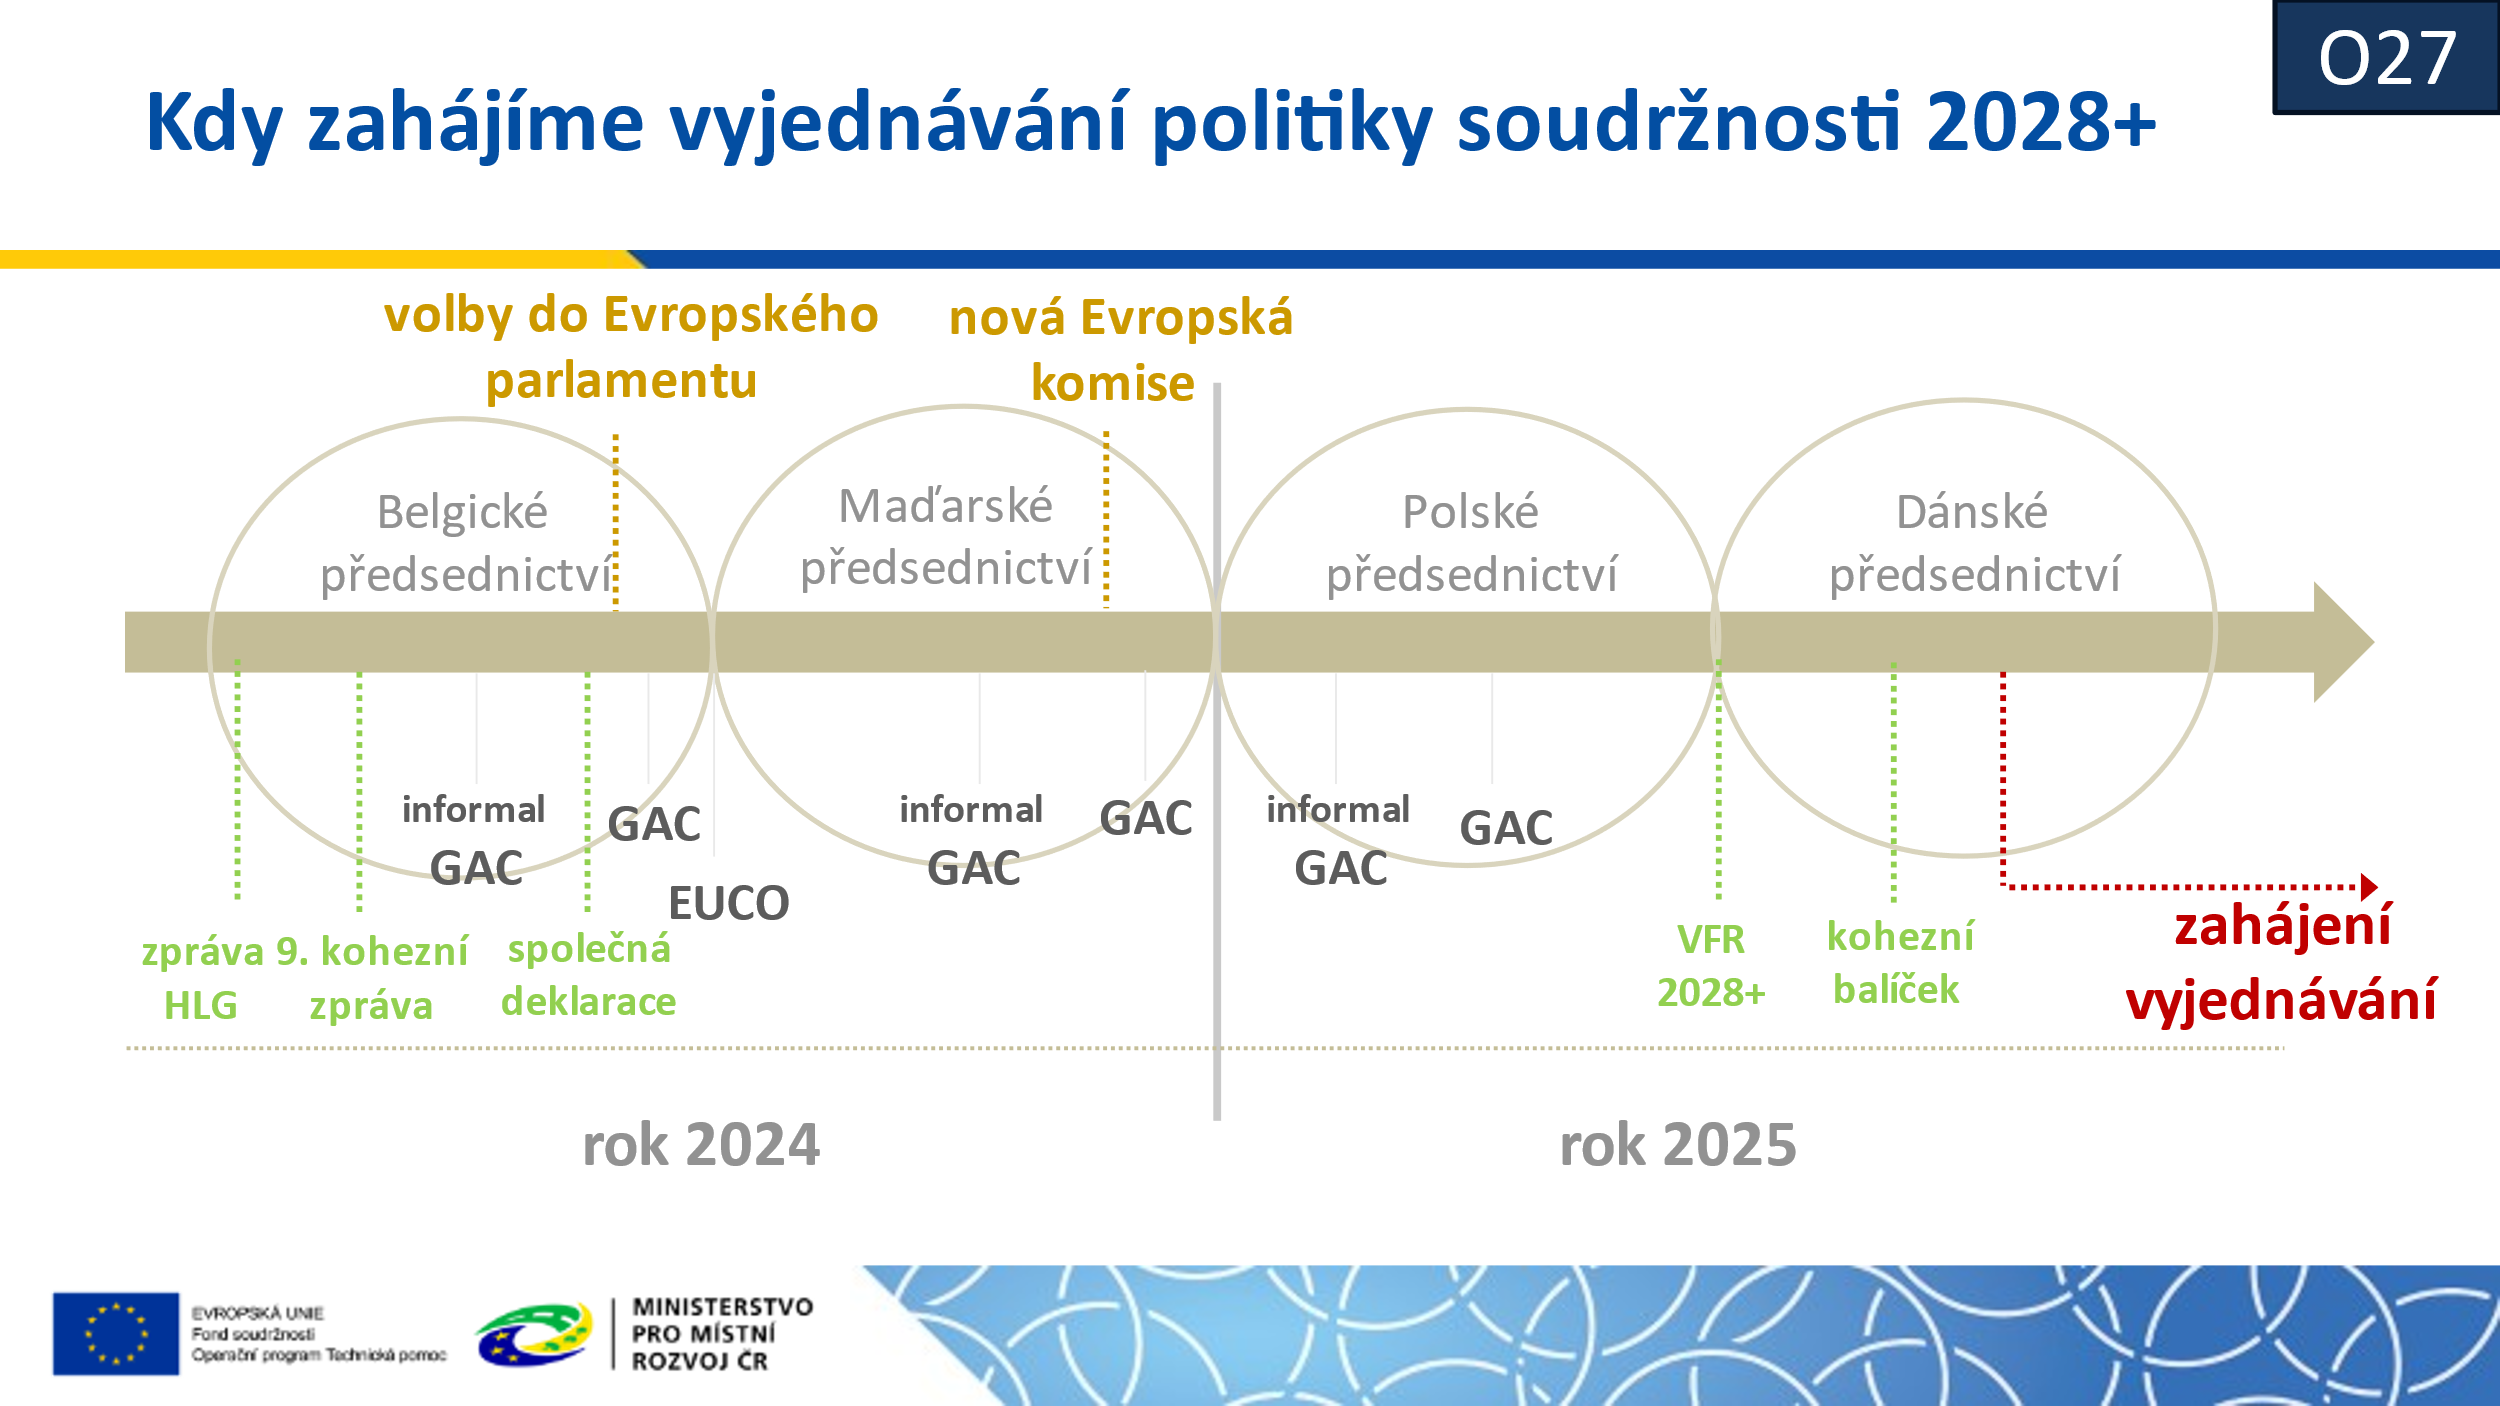 O27
Kdy zahájíme vyjednávání politiky soudržnosti 2028+
volby do Evropského
parlamentu
nová Evropská
komise
Belgické
předsednictví
Maďarské
předsednictví
Polské
předsednictví
Dánské
předsednictví
informal
GAC
GAC
EUCO
informal
GAC
GAC
informal
GAC
GAC
zpráva
HLG
9. kohezní
zpráva
společná
deklarace
VFR
2028+
kohezní
balíček
zahájení
vyjednávání
rok 2024
rok 2025
EVROPSKÁ UNIE
Fond soudržnosti
Operační program Technická pomoc
MINISTERSTVO
PRO MÍSTNÍ
ROZVOJ ČR